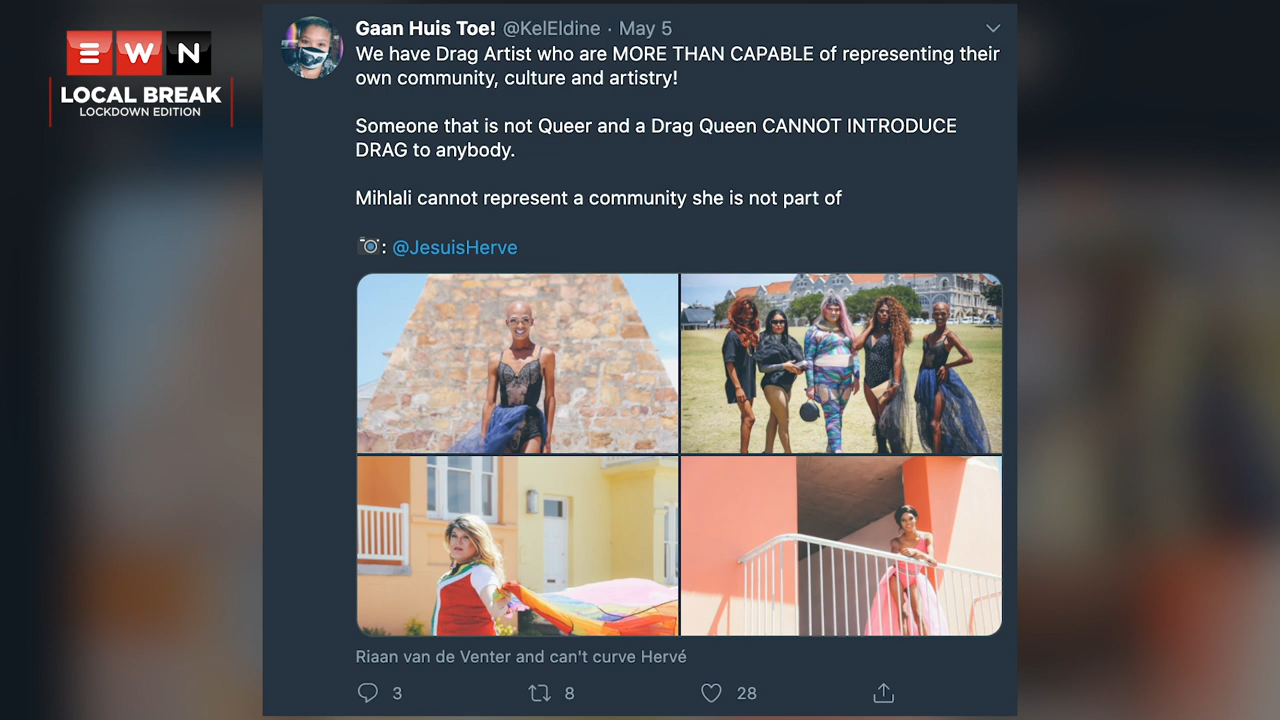 EWN
LOCAL BREAK
LOCKDOWN EDITION
Gaan Huis Toe! @KelEldine · May 5
We have Drag Artist who are MORE THAN CAPABLE of representing their
own community, culture and artistry!
Someone that is not Queer and a Drag Queen CANNOT INTRODUCE
DRAG to anybody.
Mihlali cannot represent a community she is not part of
📷: @JesuisHerve
Riaan van de Venter and can't curve Hervé
3 8 28